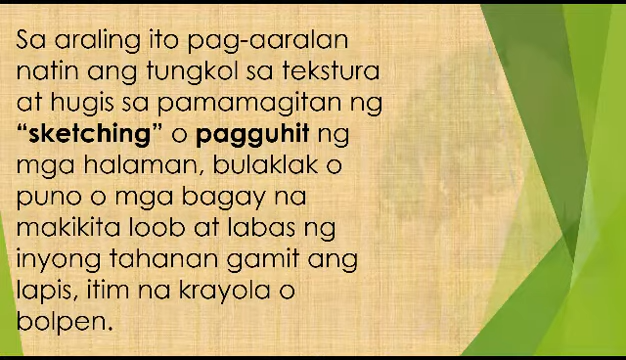 Sa araling ito pag-aaralan
natin ang tungkol sa tekstura
at hugis sa pamamagitan ng
“sketching” o pagguhit ng
mga halaman, bulaklak o
puno o mga bagay na
makikita loob at labas ng
inyong tahanan gamit ang
lapis, itim na krayola o
bolpen.